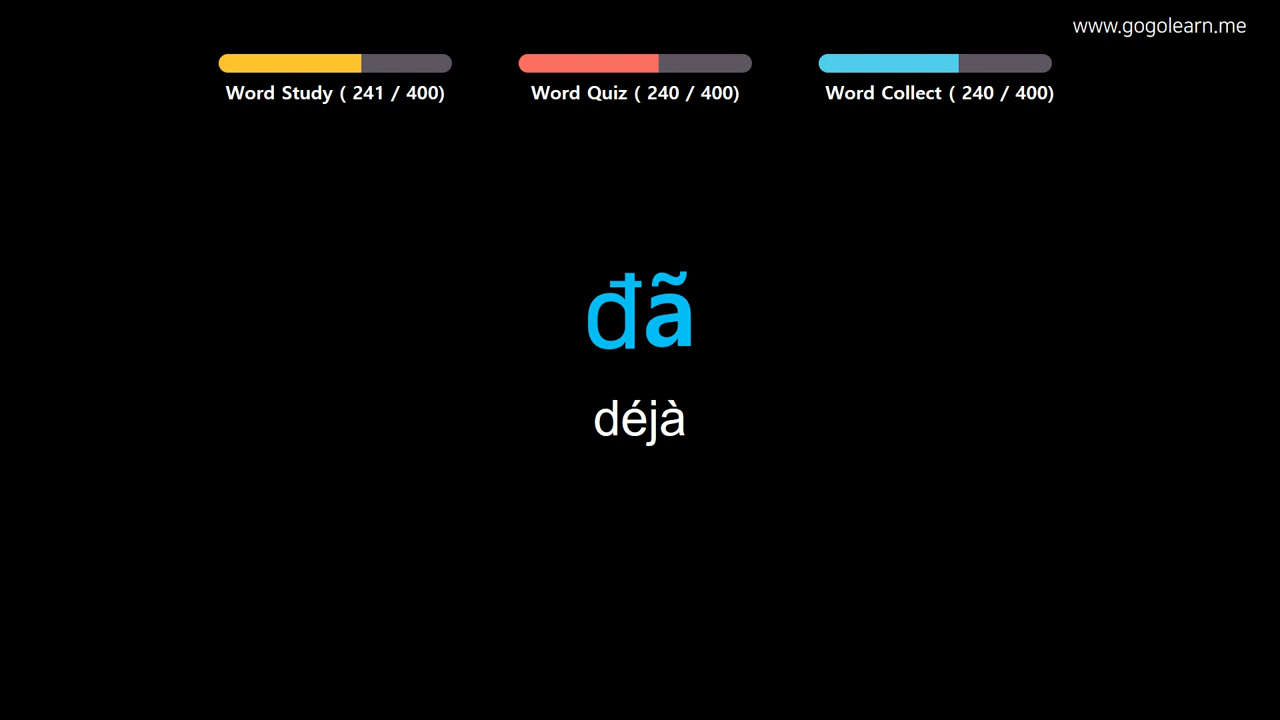 www.gogolearn.me
Word Study ( 241 / 400)
Word Quiz ( 240 / 400)
Word Collect ( 240 / 400)
đã
déjà